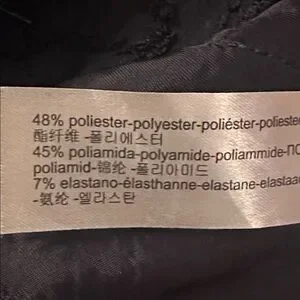 48% poliester-polyester-poliéster-polieste
酯纤维 -폴리에스터
45% poliamida-polyamide-poliammide-ПО
poliamid-锦纶 -폴리아미드
7% elastano-élasthanne-elastane-elastaa
-氨纶 -엘라스탄